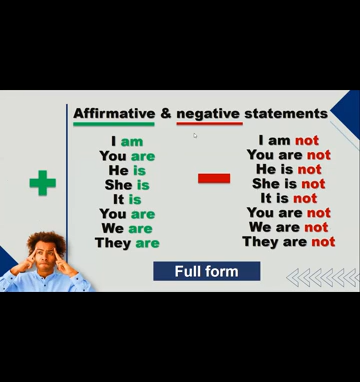 Affirmative & negative statements
I am
You are
He is
She is
It is
You are
We are
They are
I am not
You are not
He is not
She is not
It is not
You are not
We are not
They are not
Full form